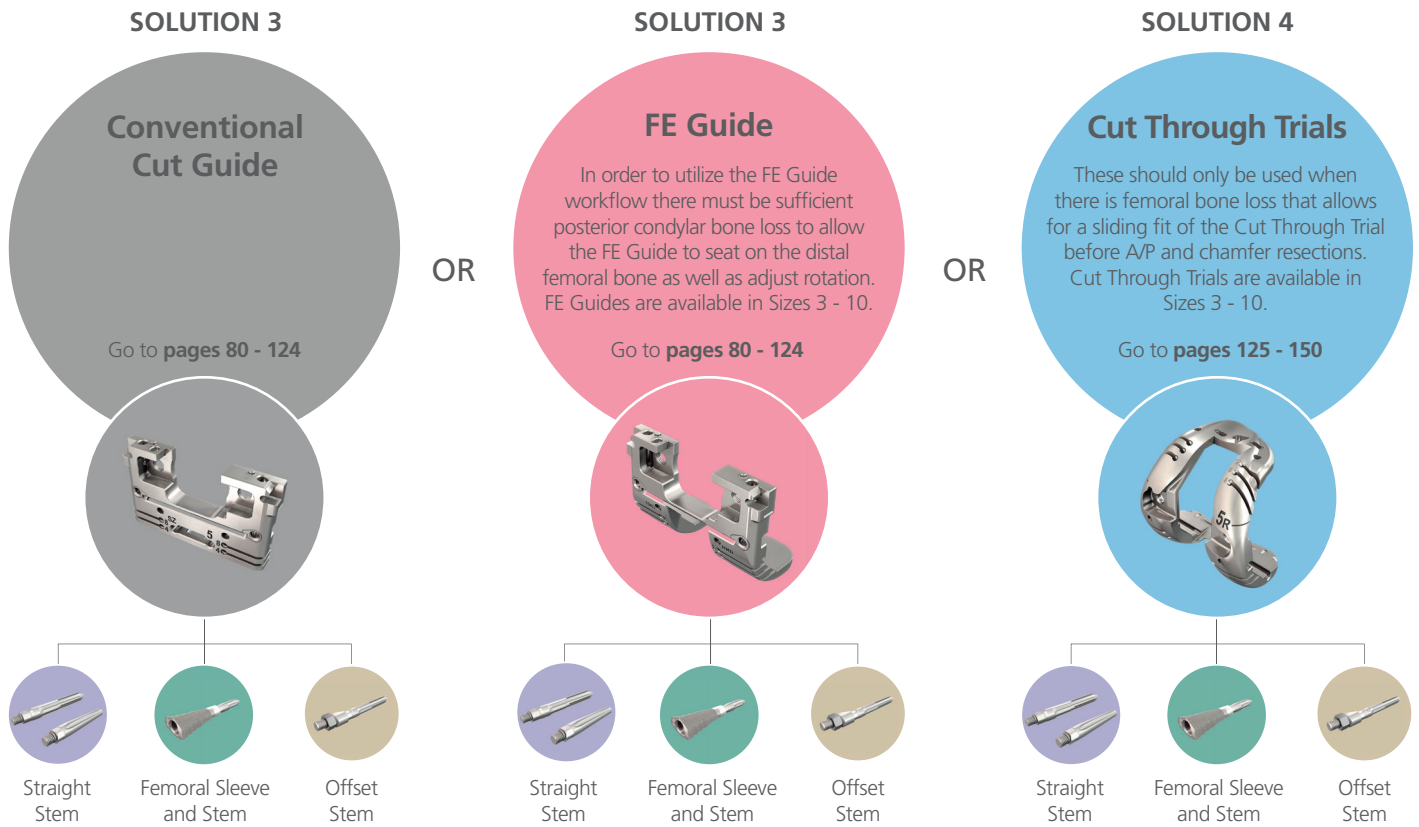 SOLUTION 3
Conventional
Cut Guide
Go to pages 80 - 124
OR
SOLUTION 3
FE Guide
In order to utilize the FE Guide
workflow there must be sufficient
posterior condylar bone loss to allow
the FE Guide to seat on the distal
femoral bone as well as adjust rotation.
FE Guides are available in Sizes 3 - 10.
Go to pages 80 - 124
OR
SOLUTION 4
Cut Through Trials
These should only be used when
there is femoral bone loss that allows
for a sliding fit of the Cut Through Trial
before A/P and chamfer resections.
Cut Through Trials are available in
Sizes 3 - 10.
Go to pages 125 - 150
SZ
5
8
4
8
4
5R
Straight
Stem
Femoral Sleeve
and Stem
Offset
Stem
Straight
Stem
Femoral Sleeve
and Stem
Offset
Stem
Straight
Stem
Femoral Sleeve
and Stem
Offset
Stem